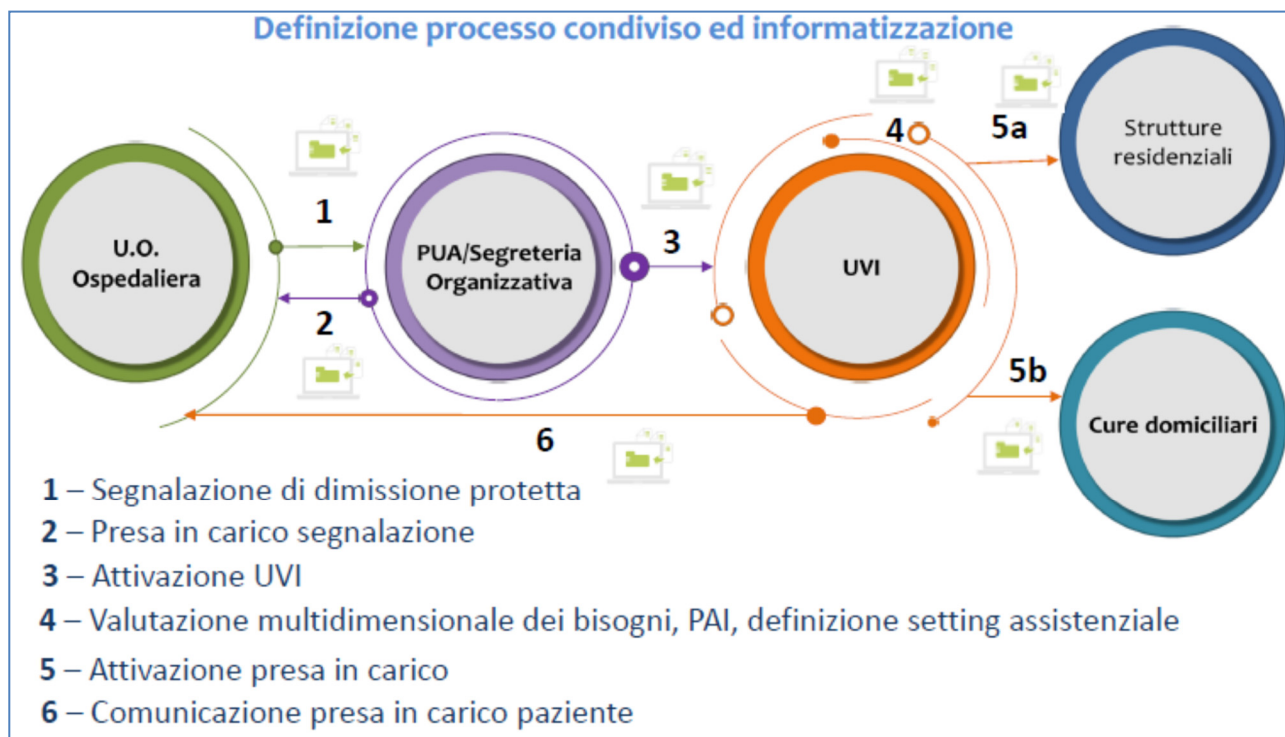 Definizione processo condiviso ed informatizzazione
4
5a
Strutture
residenziali
1
3
U.O.
Ospedaliera
PUA/Segreteria
Organizzativa
UVI
2
5b
Cure domiciliari
6
1 – Segnalazione di dimissione protetta
2 – Presa in carico segnalazione
3 – Attivazione UVI
4 – Valutazione multidimensionale dei bisogni, PAI, definizione setting assistenziale
5 – Attivazione presa in carico
6 – Comunicazione presa in carico paziente